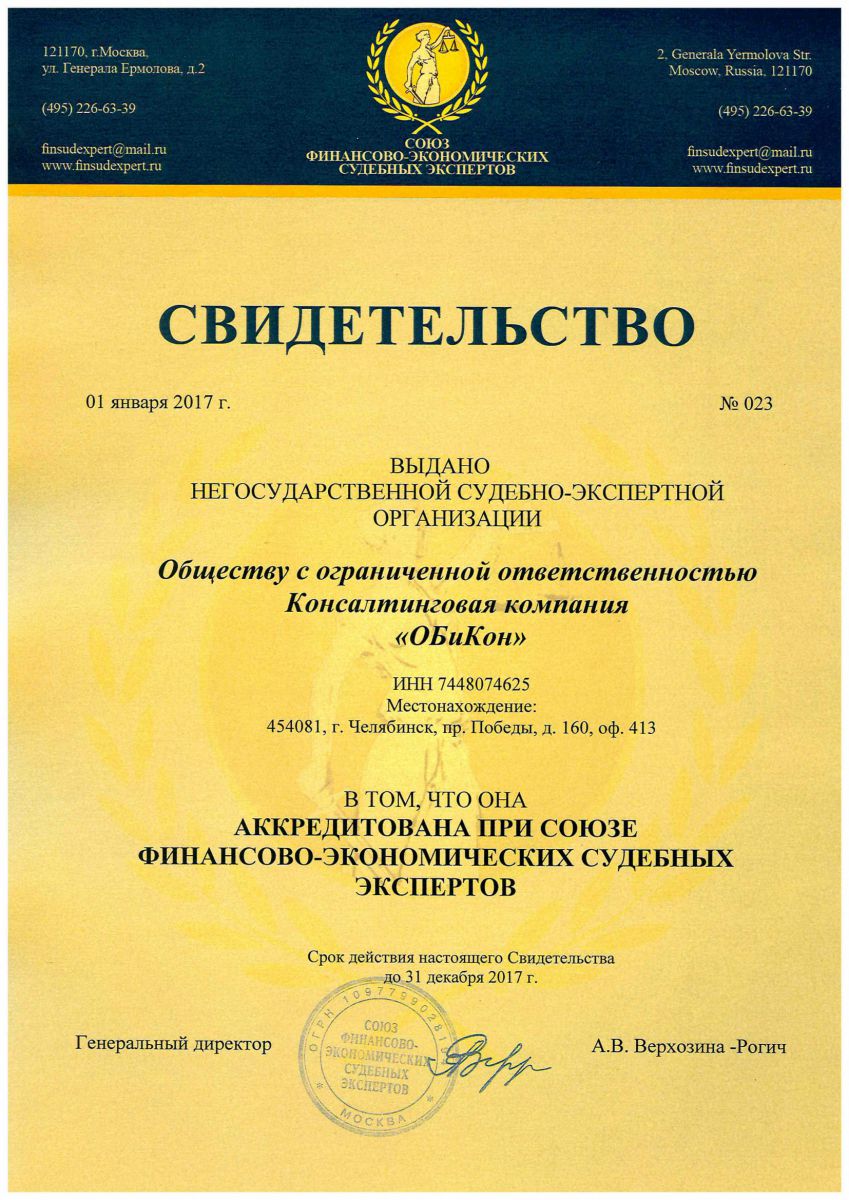 121170, г.Москва,
ул. Генерала Ермолова, д.2
(495) 226-63-39
finsudexpert@mail.ru
www.finsudexpert.ru
СОЮЗ
ФИНАНСОВО-ЭКОНОМИЧЕСКИХ
СУДЕБНЫХ ЭКСПЕРТОВ
2, Generala Yermolova Str.
Moscow, Russia, 121170
(495) 226-63-39
finsudexpert@mail.ru
www.finsudexpert.ru
СВИДЕТЕЛЬСТВО
01 января 2017 г.
№ 023
ВЫДАНО
НЕГОСУДАРСТВЕННОЙ СУДЕБНО-ЭКСПЕРТНОЙ
ОРГАНИЗАЦИИ
Обществу с ограниченной ответственностью
Консалтинговая компания
«ОБиКон»
ИНН 7448074625
Местонахождение:
454081, г. Челябинск, пр. Победы, д. 160, оф. 413
В ТОМ, ЧТО ОНА
АККРЕДИТОВАНА ПРИ СОЮЗЕ
ФИНАНСОВО-ЭКОНОМИЧЕСКИХ СУДЕБНЫХ
ЭКСПЕРТОВ
Срок действия настоящего Свидетельства
до 31 декабря 2017 г.
Генеральный директор
А.В. Верхозина -Рогич
ОГРН
СОЮЗ
ФИНАНСОВО-
ЭКОНОМИЧЕСКИХ
СУДЕБНЫХ
ЭКСПЕРТОВ
* МОСКВА *